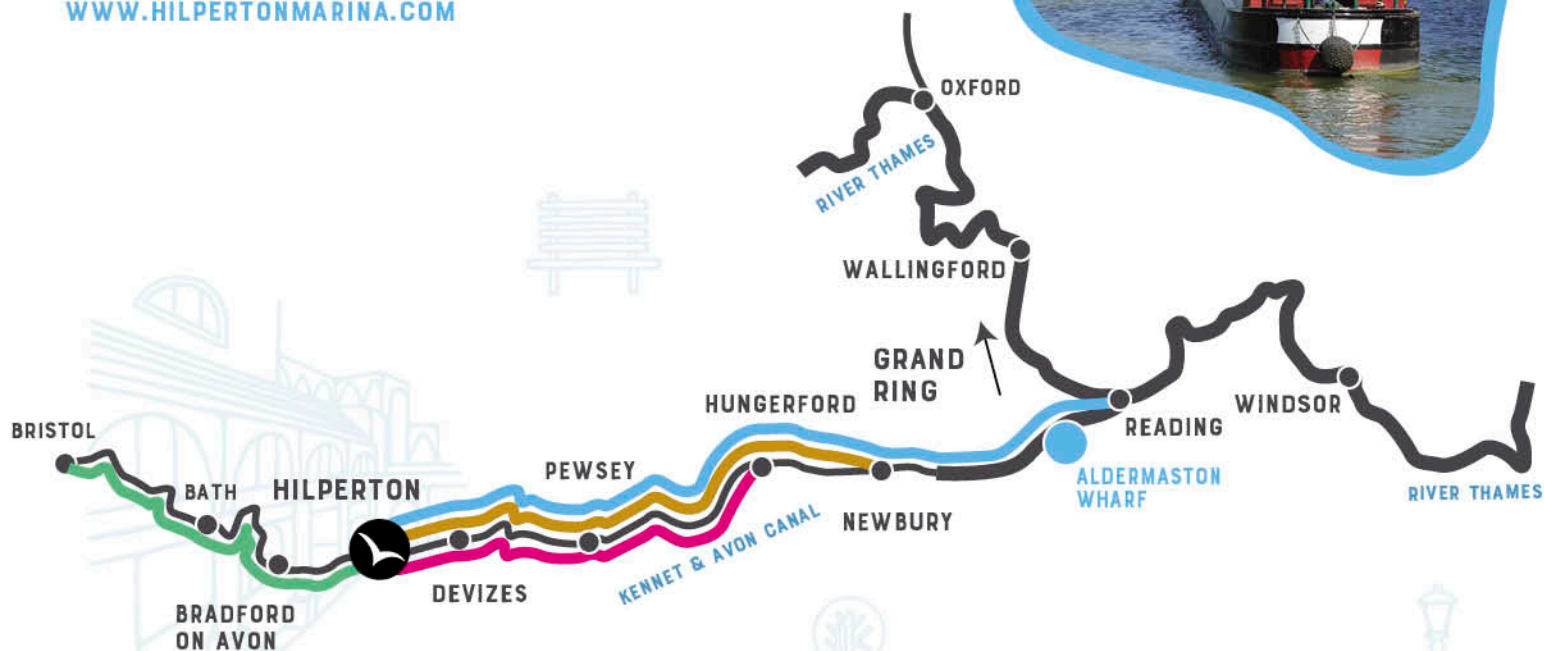 WWW.HILPERTONMARINA.COM
OXFORD
RIVER THAMES
WALLINGFORD
GRAND
RING
HUNGERFORD
READING
WINDSOR
BRISTOL
PEWSEY
BATH
HILPERTON
ALDERMASTON
WHARF
RIVER THAMES
NEWBURY
KENNET & AVON CANAL
DEVIZES
BRADFORD
ON AVON